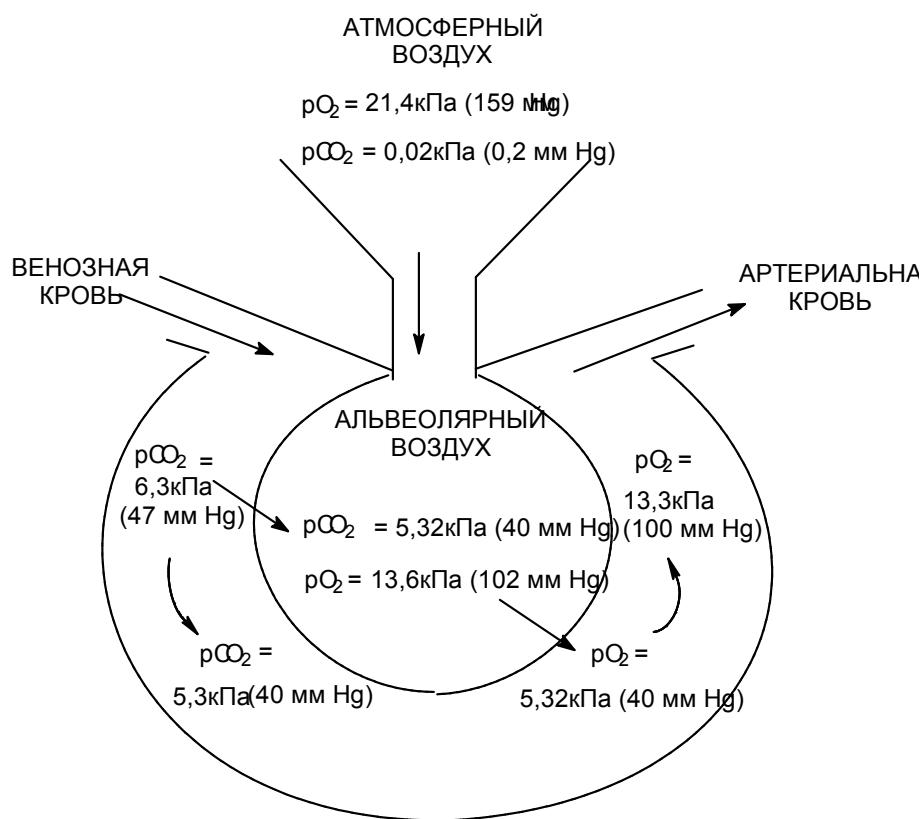 АТМОСФЕРНЫЙ
ВОЗДУХ
pO₂ = 21,4кПа (159 мм Hg)
pCO₂ = 0,02кПа (0,2 мм Hg)
ВЕНОЗНАЯ
КРОВЬ
АРТЕРИАЛЬНА
КРОВЬ
АЛЬВЕОЛЯРНЫЙ
ВОЗДУХ
pCO₂ =
6,3кПа
(47 мм Hg)
pO₂ =
13,3кПа
(100 мм Hg)
pCO₂ = 5,32кПа (40 мм Hg)
pO₂ = 13,6кПа (102 мм Hg)
pCO₂ =
5,3кПа (40 мм Hg)
pO₂ =
5,32кПа (40 мм Hg)